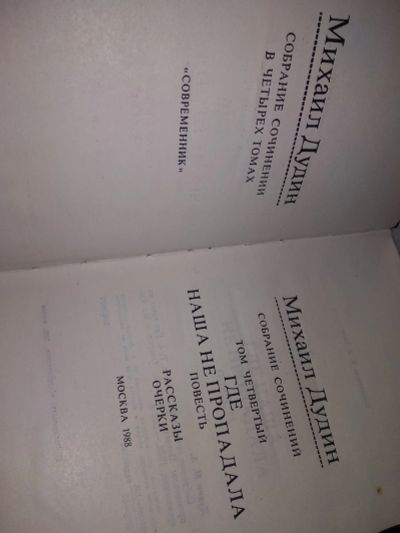 Михаил Дудин
СОБРАНИЕ СОЧИНЕНИЙ
В ЧЕТЫРЕХ ТОМАХ
«СОВРЕМЕННИК»
Михаил Дудин
СОБРАНИЕ СОЧИНЕНИЙ
ТОМ ЧЕТВЕРТЫЙ
ГДЕ
НАША НЕ ПРОПАДАЛА
ПОВЕСТЬ
РАССКАЗЫ
ОЧЕРКИ
МОСКВА 1988